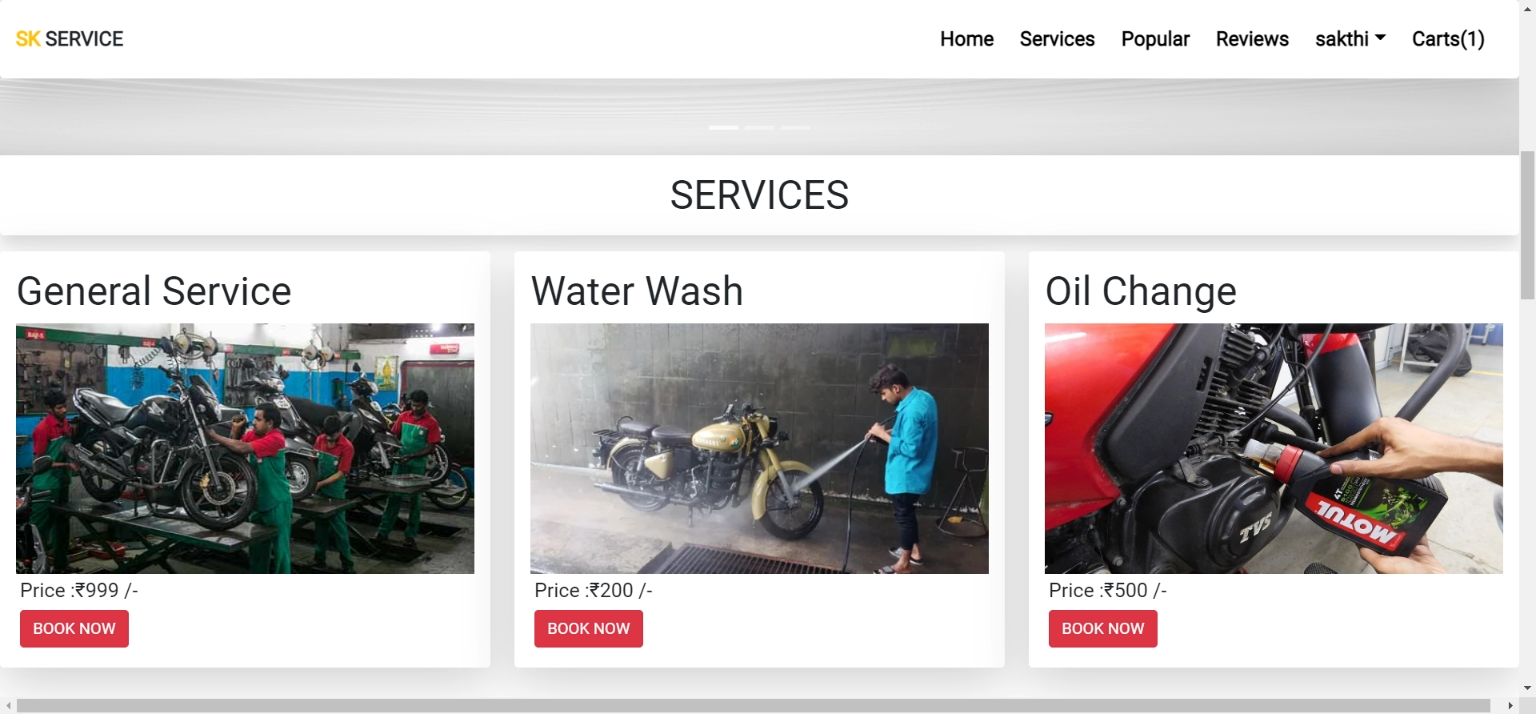 SK SERVICE
Home Services Popular Reviews sakthi Carts(1)
SERVICES
General Service
Water Wash
Oil Change
TVS
MOTUL
Price :₹999 /-
Price :₹200 /-
Price :₹500 /-
BOOK NOW
BOOK NOW
BOOK NOW